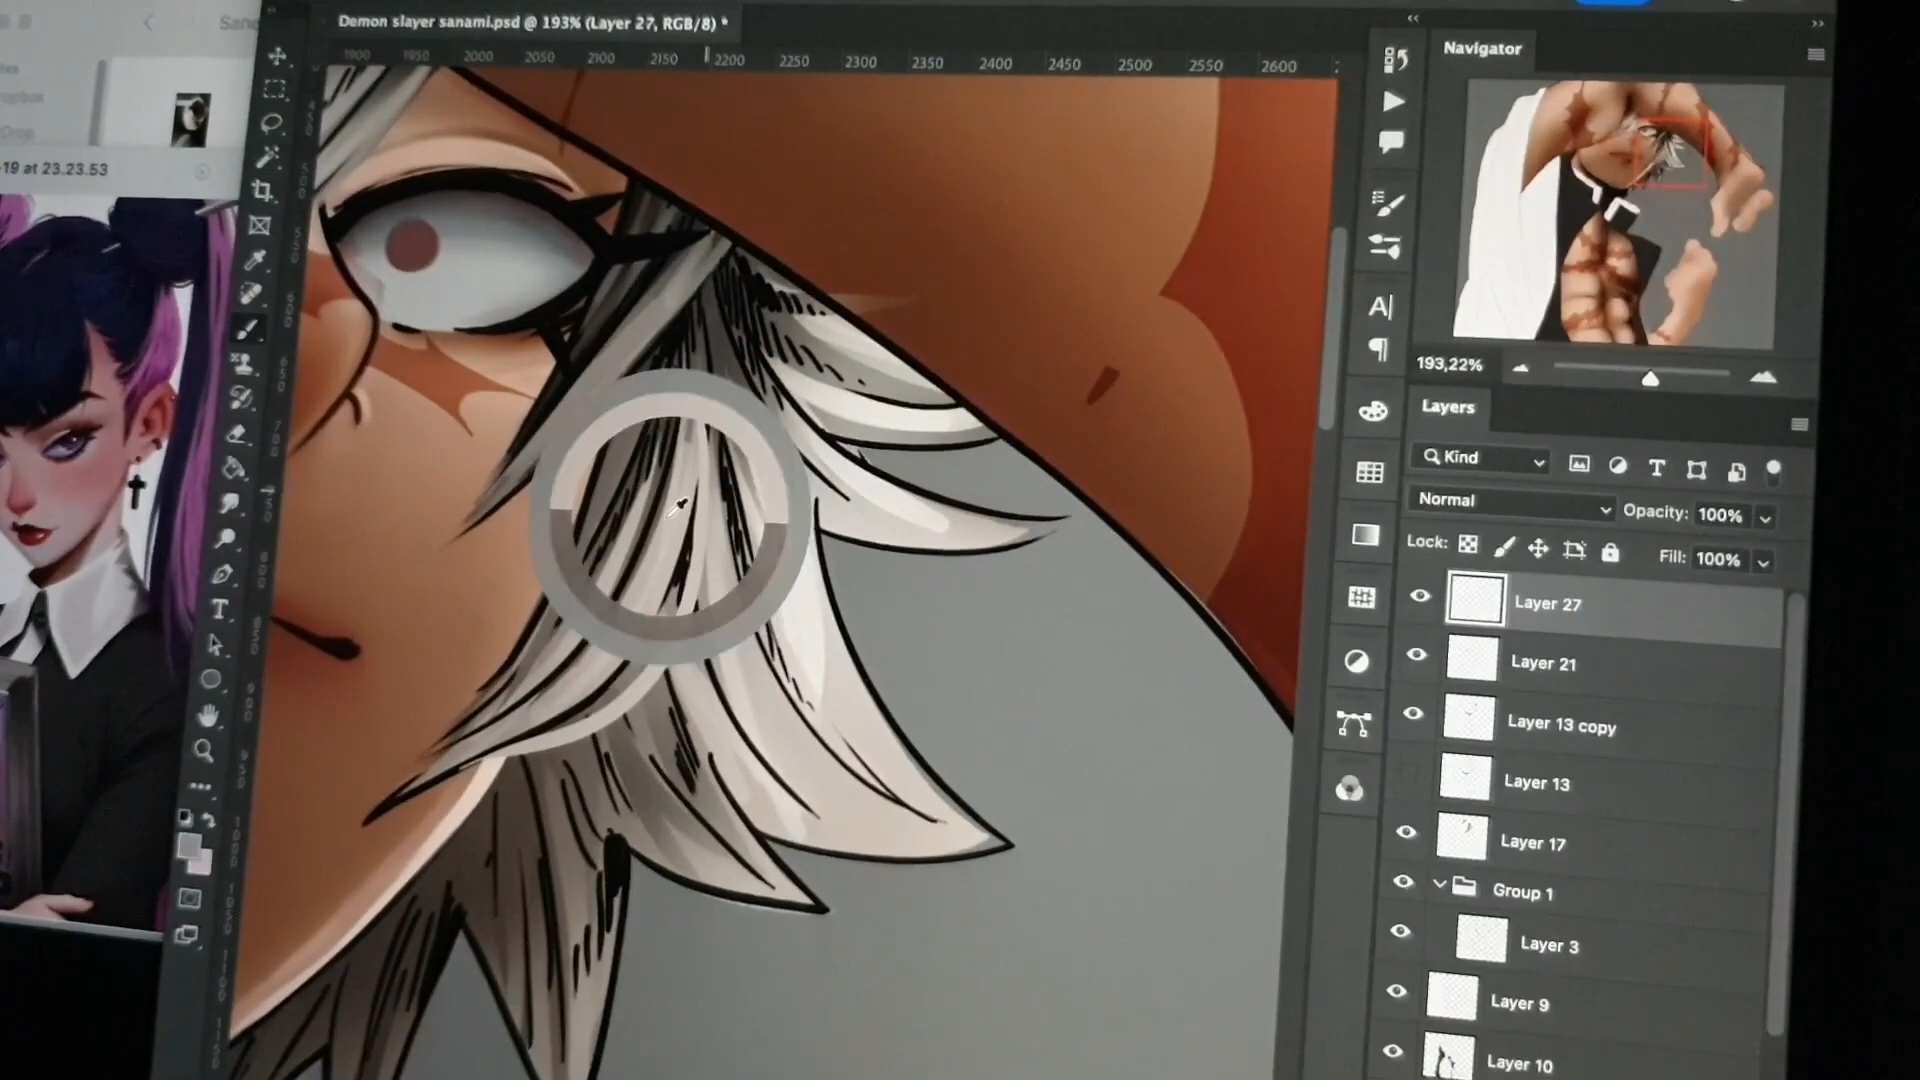 Demon slayer sanami.psd @ 193% (Layer 27, RGB/8) *
1900 1950 2000 2050 2100 2150 2200 2250 2300 2350 2400 2450 2500 2550 2600
-19 at 23.23.53
Navigator
193,22%
Layers
Kind
Normal
Opacity: 100%
Lock:
Fill: 100%
Layer 27
Layer 21
Layer 13 copy
Layer 13
Layer 17
Group 1
Layer 3
Layer 9
Layer 10